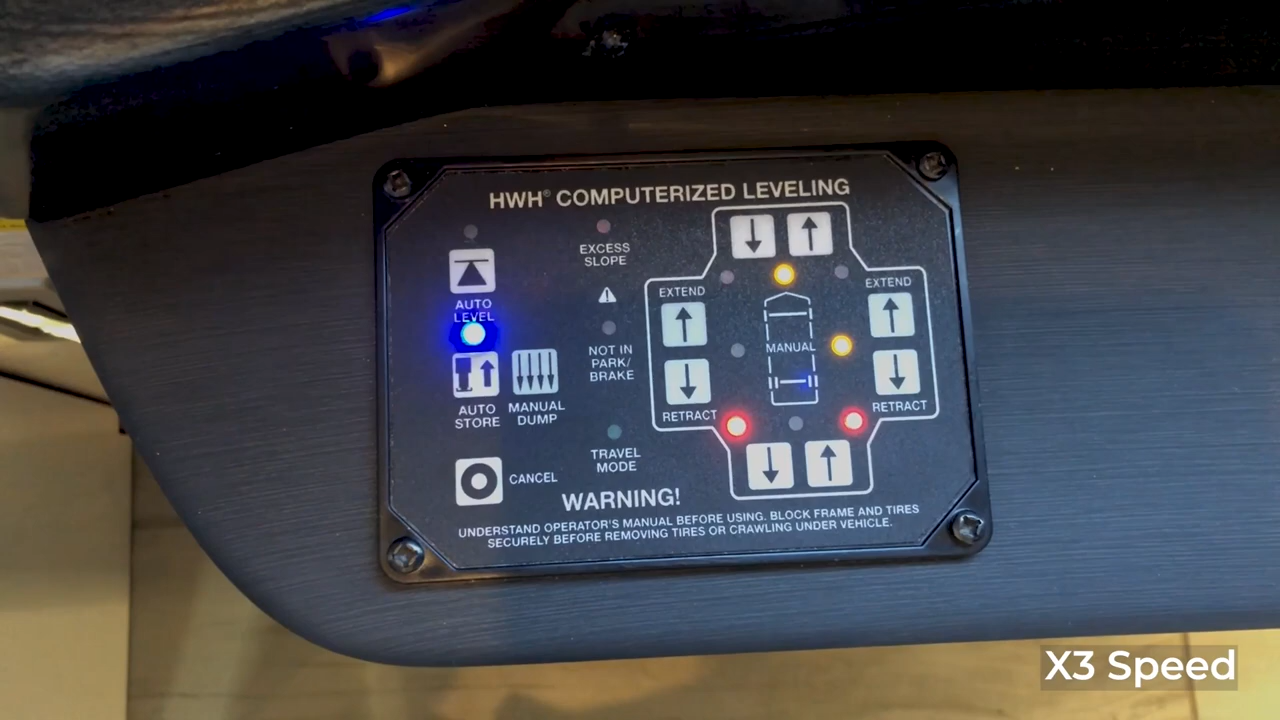 HWH® COMPUTERIZED LEVELING
AUTO
LEVEL
AUTO
STORE
MANUAL
DUMP
CANCEL
EXCESS
SLOPE
NOT IN
PARK/
BRAKE
TRAVEL
MODE
EXTEND
RETRACT
MANUAL
EXTEND
RETRACT
WARNING!
UNDERSTAND OPERATOR'S MANUAL BEFORE USING. BLOCK FRAME AND TIRES
SECURELY BEFORE REMOVING TIRES OR CRAWLING UNDER VEHICLE.
X3 Speed